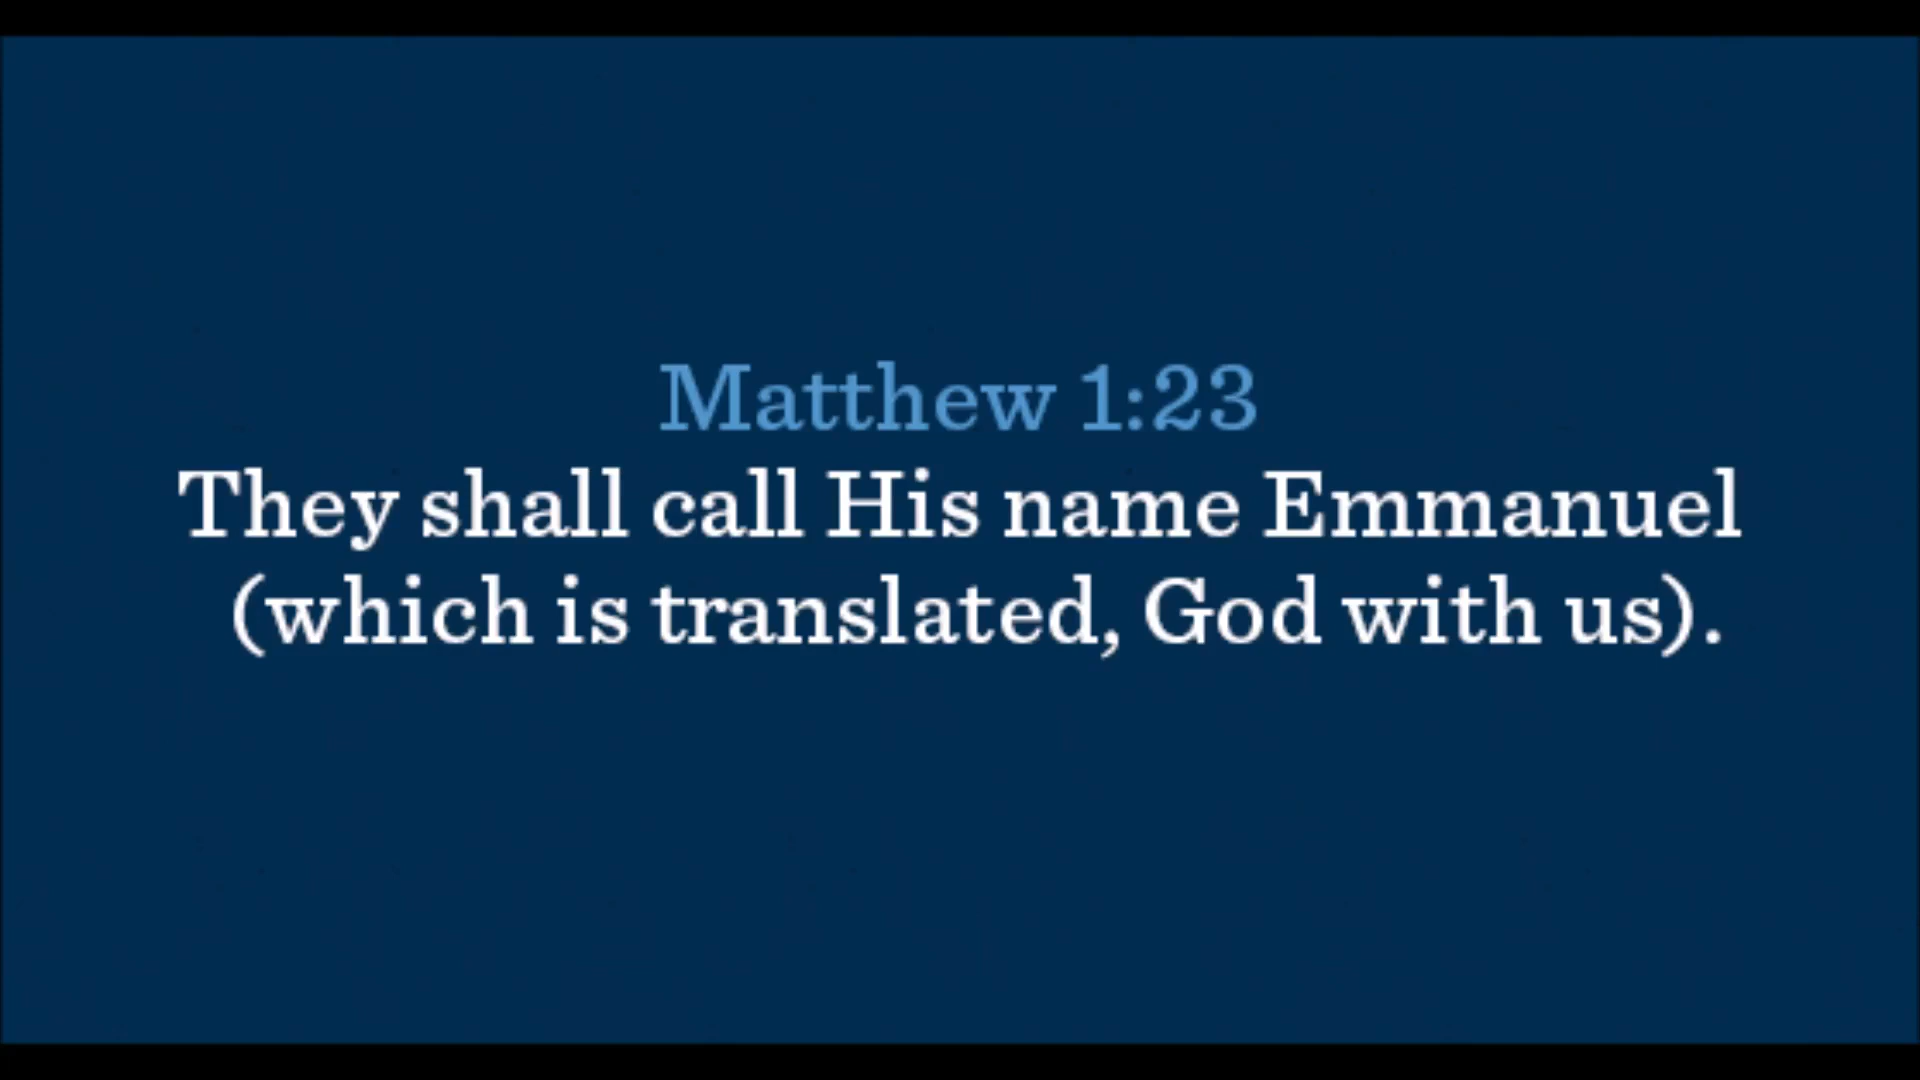 Matthew 1:23
They shall call His name Emmanuel
(which is translated, God with us).